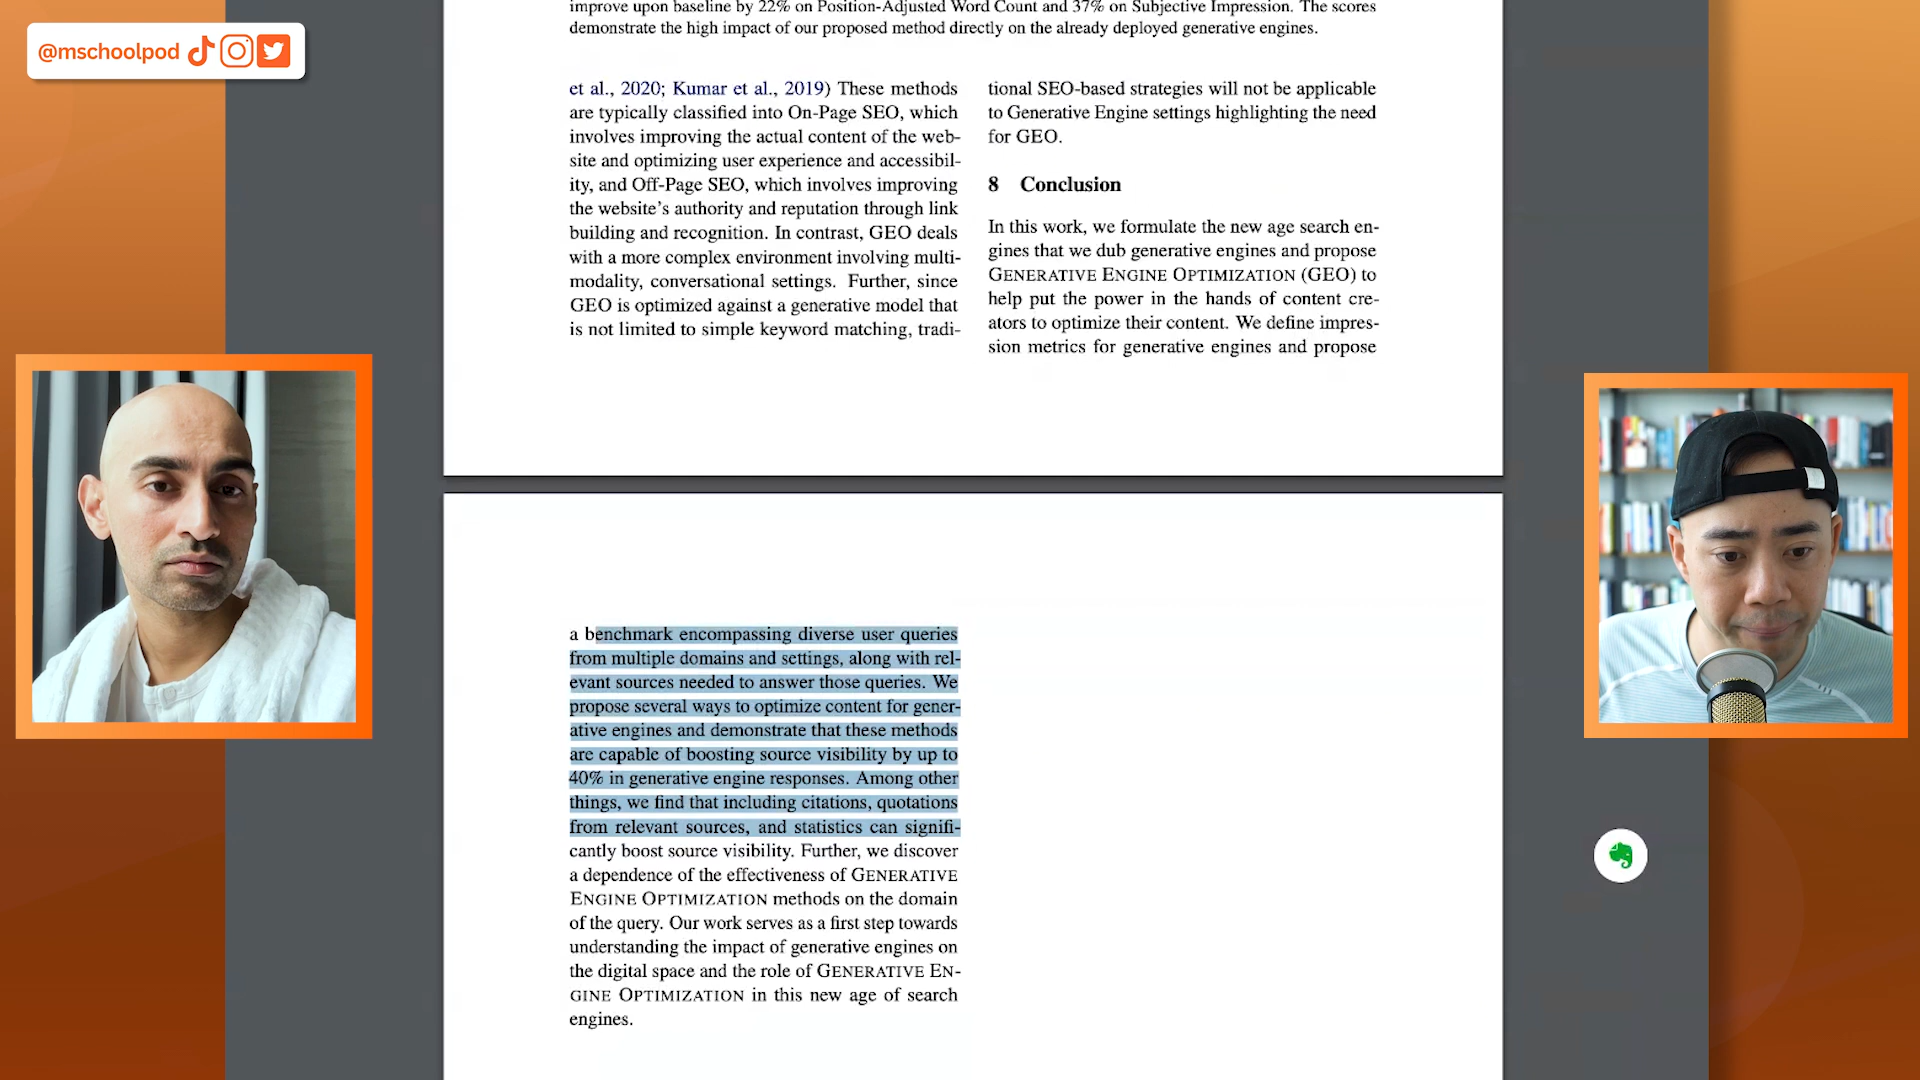 @mschoolpod
improve upon baseline by 22% on Position-Adjusted Word Count and 37% on Subjective Impression. The scores
demonstrate the high impact of our proposed method directly on the already deployed generative engines.
et al., 2020; Kumar et al., 2019) These methods
are typically classified into On-Page SEO, which
involves improving the actual content of the web-
site and optimizing user experience and accessibil-
ity, and Off-Page SEO, which involves improving
the website's authority and reputation through link
building and recognition. In contrast, GEO deals
with a more complex environment involving multi-
modality, conversational settings. Further, since
GEO is optimized against a generative model that
is not limited to simple keyword matching, tradi-
tional SEO-based strategies will not be applicable
to Generative Engine settings highlighting the need
for GEO.
8 Conclusion
In this work, we formulate the new age search en-
gines that we dub generative engines and propose
GENERATIVE ENGINE OPTIMIZATION (GEO) to
help put the power in the hands of content cre-
ators to optimize their content. We define impres-
sion metrics for generative engines and propose
a benchmark encompassing diverse user queries
from multiple domains and settings, along with rel-
evant sources needed to answer those queries. We
propose several ways to optimize content for gener-
ative engines and demonstrate that these methods
are capable of boosting source visibility by up to
40% in generative engine responses. Among other
things, we find that including citations, quotations
from relevant sources, and statistics can signifi-
cantly boost source visibility. Further, we discover
a dependence of the effectiveness of GENERATIVE
ENGINE OPTIMIZATION methods on the domain
of the query. Our work serves as a first step towards
understanding the impact of generative engines on
the digital space and the role of GENERATIVE EN-
GINE OPTIMIZATION in this new age of search
engines.